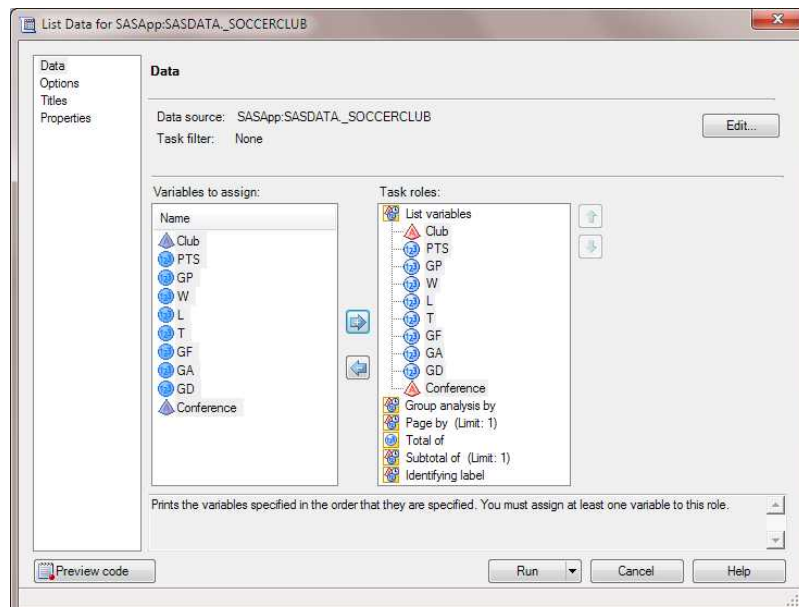 List Data for SASApp:SASDATA._SOCCERCLUB
Data
Options
Titles
Properties
Data
Data source: SASApp:SASDATA._SOCCERCLUB
Task filter: None
Edit...
Variables to assign:
Name
Club
PTS
GP
W
L
T
GF
GA
GD
Conference
Task roles:
List variables
Club
PTS
GP
W
L
T
GF
GA
GD
Conference
Group analysis by
Page by (Limit: 1)
Total of
Subtotal of (Limit: 1)
Identifying label
Prints the variables specified in the order that they are specified. You must assign at least one variable to this role.
Preview code
Run
Cancel
Help